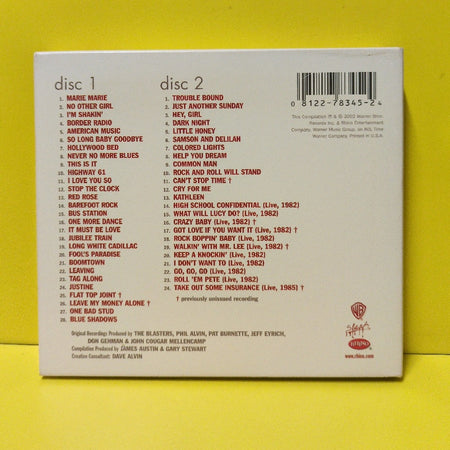 disc 1
1. MARIE MARIE
2. NO OTHER GIRL
3. I'M SHAKIN'
4. BORDER RADIO
5. AMERICAN MUSIC
6. SO LONG BABY GOODBYE
7. HOLLYWOOD BED
8. NEVER NO MORE BLUES
9. THIS IS IT
10. HIGHWAY 61
11. I LOVE YOU SO
12. STOP THE CLOCK
13. RED ROSE
14. BAREFOOT ROCK
15. BUS STATION
16. ONE MORE DANCE
17. IT MUST BE LOVE
18. JUBILEE TRAIN
19. LONG WHITE CADILLAC
20. FOOL'S PARADISE
21. BOOMTOWN
22. LEAVING
23. TAG ALONG
24. JUSTINE
25. FLAT TOP JOINT †
26. LEAVE MY MONEY ALONE †
27. ONE BAD STUD
28. BLUE SHADOWS
disc 2
1. TROUBLE BOUND
2. JUST ANOTHER SUNDAY
3. HEY, GIRL
4. DARK NIGHT
5. LITTLE HONEY
6. SAMSON AND DELILAH
7. COLORED LIGHTS
8. HELP YOU DREAM
9. COMMON MAN
10. ROCK AND ROLL WILL STAND
11. CAN'T STOP TIME †
12. CRY FOR ME
13. KATHLEEN
14. HIGH SCHOOL CONFIDENTIAL (Live, 1982)
15. WHAT WILL LUCY DO? (Live, 1982)
16. CRAZY BABY (Live, 1982) †
17. GOT LOVE IF YOU WANT IT (Live, 1982) †
18. ROCK BOPPIN' BABY (Live, 1982)
19. WALKIN' WITH MR. LEE (Live, 1982) †
20. KEEP A KNOCKIN' (Live, 1982)
21. I DON'T WANT TO (Live, 1982)
22. GO, GO, GO (Live, 1982)
23. ROLL 'EM PETE (Live, 1982)
24. TAKE OUT SOME INSURANCE (Live, 1985) †
† previously unissued recording
0 8122-78345-2 4
This Compilation ℗ & © 2002 Warner Bros.
Records Inc. & Rhino Entertainment
Company, Warner Music Group, an AOL Time
Warner Company. Printed in U.S.A.
Original Recordings Produced by THE BLASTERS, PHIL ALVIN, PAT BURNETTE, JEFF EYRICH,
DON GEHMAN & JOHN COUGAR MELLENCAMP
Compilation Produced by JAMES AUSTIN & GARY STEWART
Creative Consultant: DAVE ALVIN
WB
Slash
RHINO
www.rhino.com